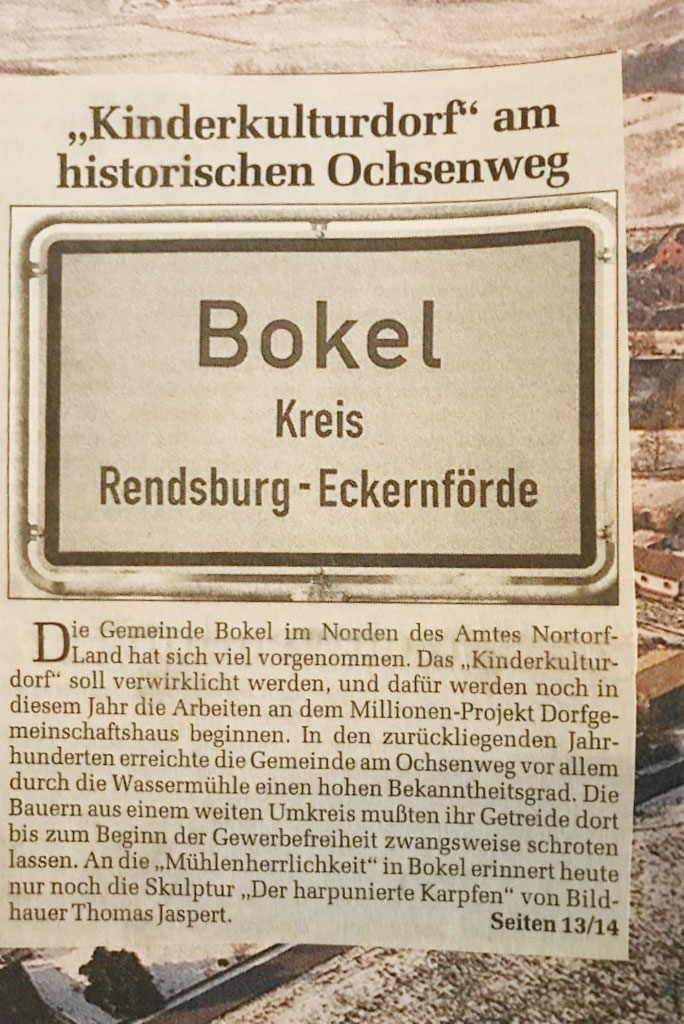 „Kinderkulturdorf“ am
historischen Ochsenweg
Bokel
Kreis
Rendsburg - Eckernförde
Die Gemeinde Bokel im Norden des Amtes Nortorf-
Land hat sich viel vorgenommen. Das „Kinderkultur-
dorf“ soll verwirklicht werden, und dafür werden noch in
diesem Jahr die Arbeiten an dem Millionen-Projekt Dorfge-
meinschaftshaus beginnen. In den zurückliegenden Jahr-
hunderten erreichte die Gemeinde am Ochsenweg vor allem
durch die Wassermühle einen hohen Bekanntheitsgrad. Die
Bauern aus einem weiten Umkreis mußten ihr Getreide dort
bis zum Beginn der Gewerbefreiheit zwangsweise schroten
lassen. An die „Mühlenherrlichkeit“ in Bokel erinnert heute
nur noch die Skulptur „Der harpunierte Karpfen“ von Bild-
hauer Thomas Jaspert. Seiten 13/14